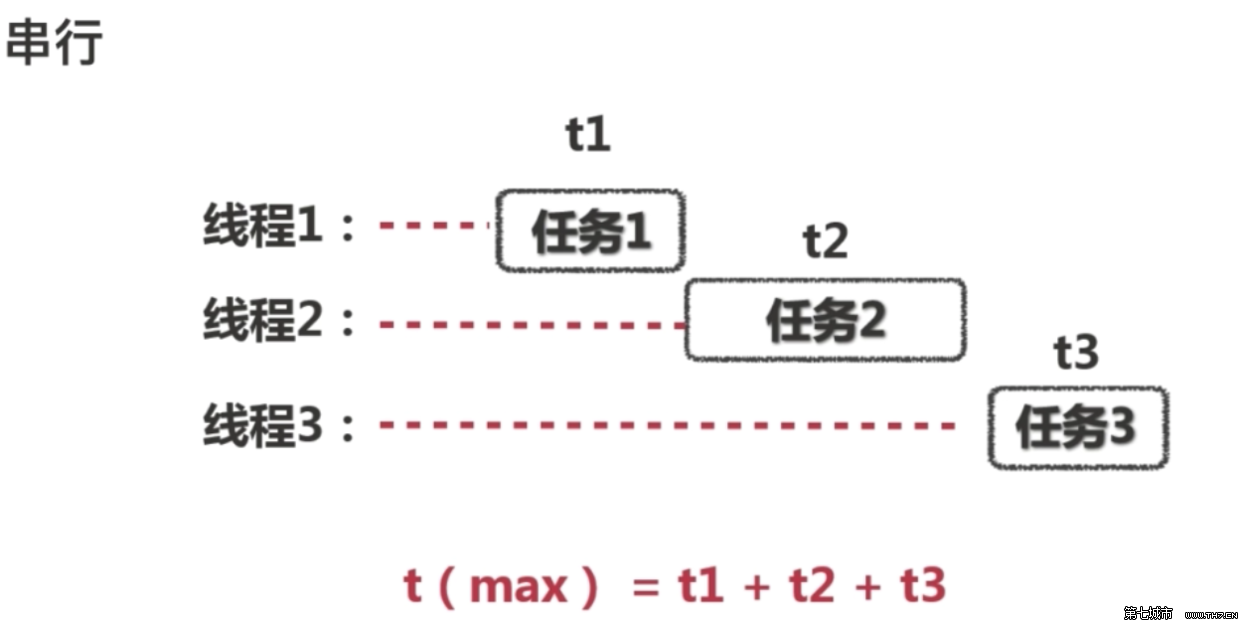 串行
t1
线程1： 任务1
t2
线程2： 任务2
t3
线程3： 任务3
t（max） = t1 + t2 + t3
第七城市 WWW.TH7.CN